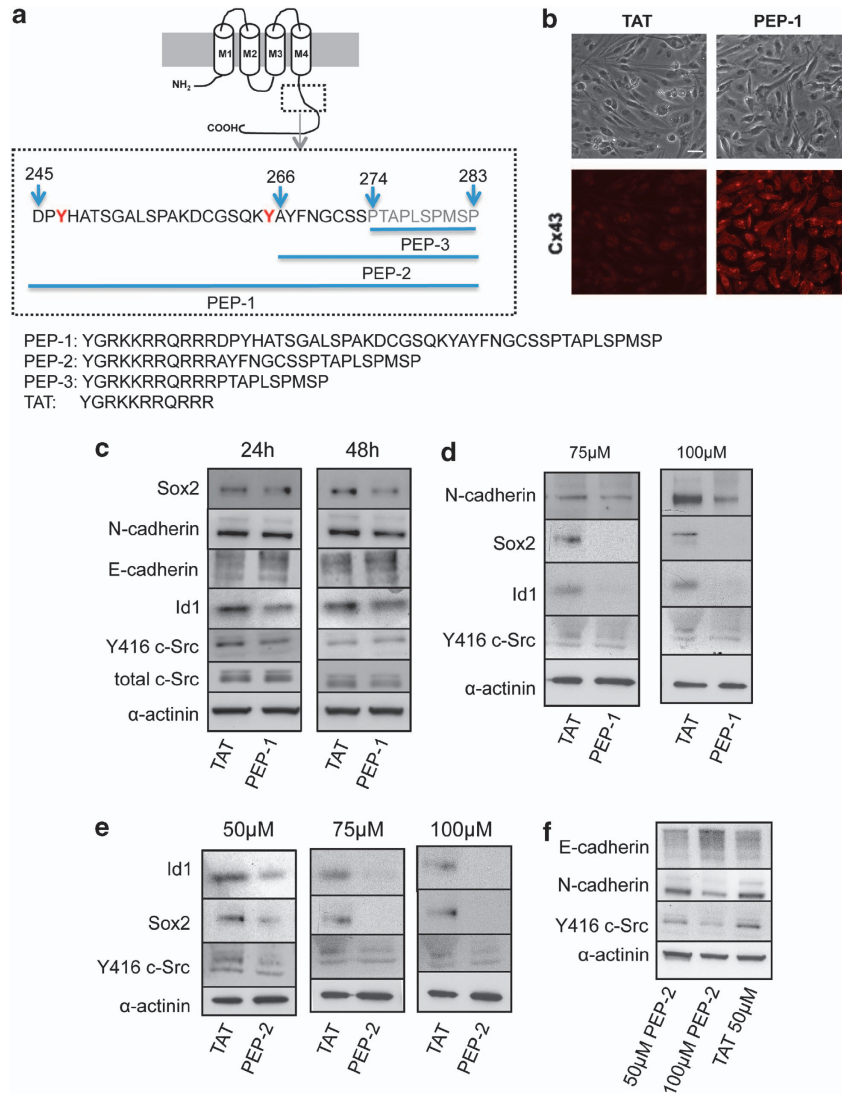 a
M1 M2 M3 M4
NH2
COOH
245 266 274 283
DPYHATSGALSPAKDCGSQKYAYFNGCSSPTAPLSPMSP
PEP-3
PEP-2
PEP-1
PEP-1: YGRKKRRQRRRDPYHATSGALSPAKDCGSQKYAYFNGCSSPTAPLSPMSP
PEP-2: YGRKKRRQRRRAYFNGCSSPTAPLSPMSP
PEP-3: YGRKKRRQRRRPTAPLSPMSP
TAT: YGRKKRRQRRR
b
TAT PEP-1
Cx43
c
24h 48h
Sox2
N-cadherin
E-cadherin
Id1
Y416 c-Src
total c-Src
α-actinin
TAT PEP-1 TAT PEP-1
d
75µM 100µM
N-cadherin
Sox2
Id1
Y416 c-Src
α-actinin
TAT PEP-1 TAT PEP-1
e
50µM 75µM 100µM
Id1
Sox2
Y416 c-Src
α-actinin
TAT PEP-2 TAT PEP-2 TAT PEP-2
f
E-cadherin
N-cadherin
Y416 c-Src
α-actinin
50µM PEP-2 100µM PEP-2 TAT 50µM